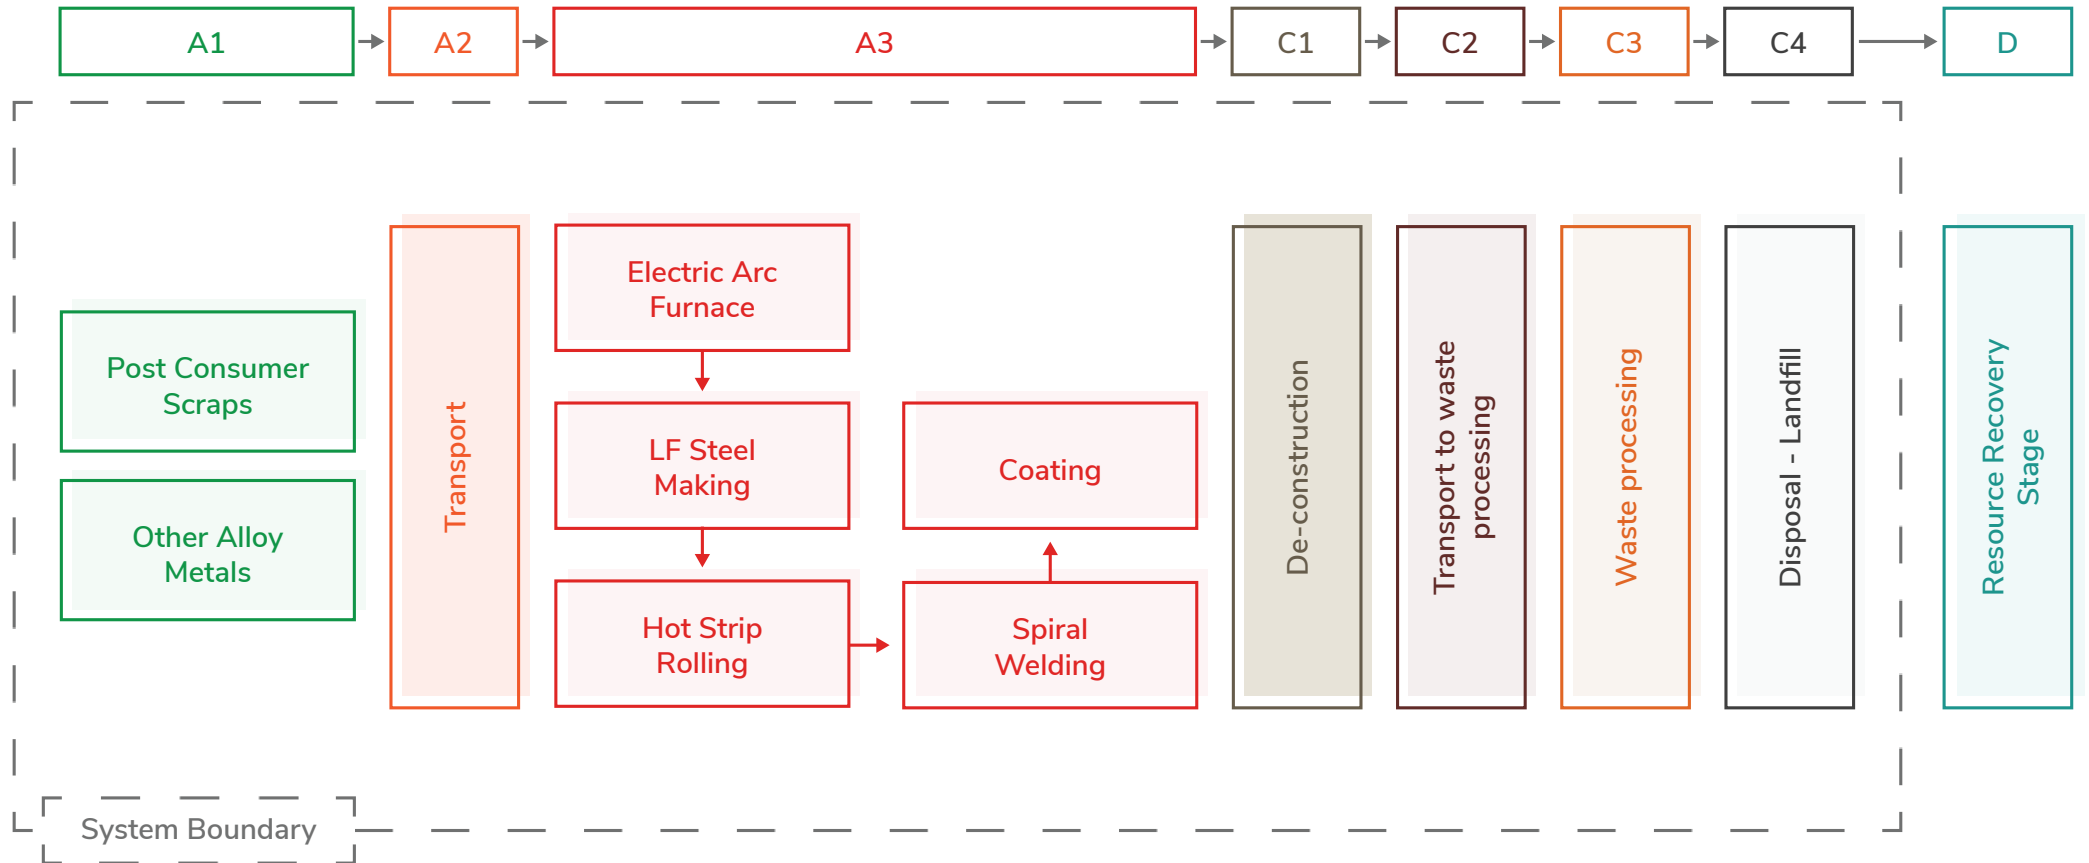 A1
A2
A3
C1
C2
C3
C4
D
Post Consumer
Scraps
Other Alloy
Metals
Transport
Electric Arc
Furnace
LF Steel
Making
Hot Strip
Rolling
Spiral
Welding
Coating
De-construction
Transport to waste
processing
Waste processing
Disposal - Landfill
Resource Recovery
Stage
System Boundary